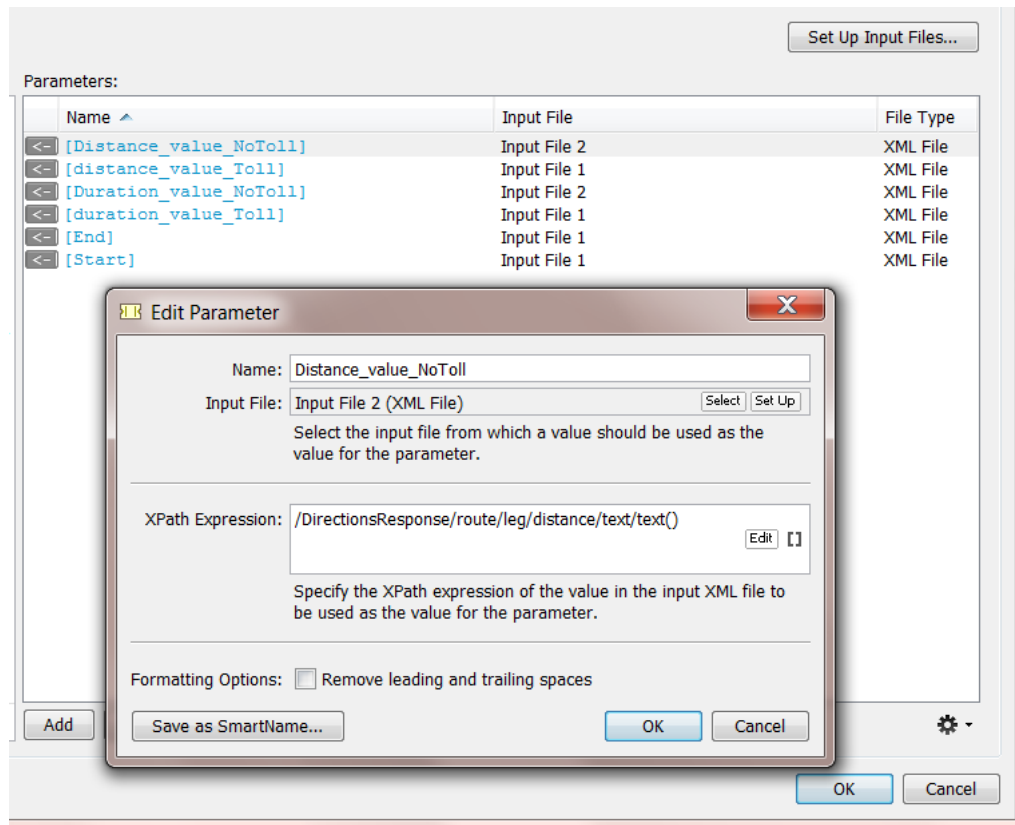 Set Up Input Files...
Parameters:
Name Input File File Type
<- [Distance_value_NoToll] Input File 2 XML File
<- [distance_value_Toll] Input File 1 XML File
<- [Duration_value_NoToll] Input File 2 XML File
<- [duration_value_Toll] Input File 1 XML File
<- [End] Input File 1 XML File
<- [Start] Input File 1 XML File
Edit Parameter X
Name: Distance_value_NoToll
Input File: Input File 2 (XML File) Select Set Up
Select the input file from which a value should be used as the
value for the parameter.
XPath Expression: /DirectionsResponse/route/leg/distance/text/text()
Edit []
Specify the XPath expression of the value in the input XML file to
be used as the value for the parameter.
Formatting Options: Remove leading and trailing spaces
Add Save as SmartName... OK Cancel
OK Cancel